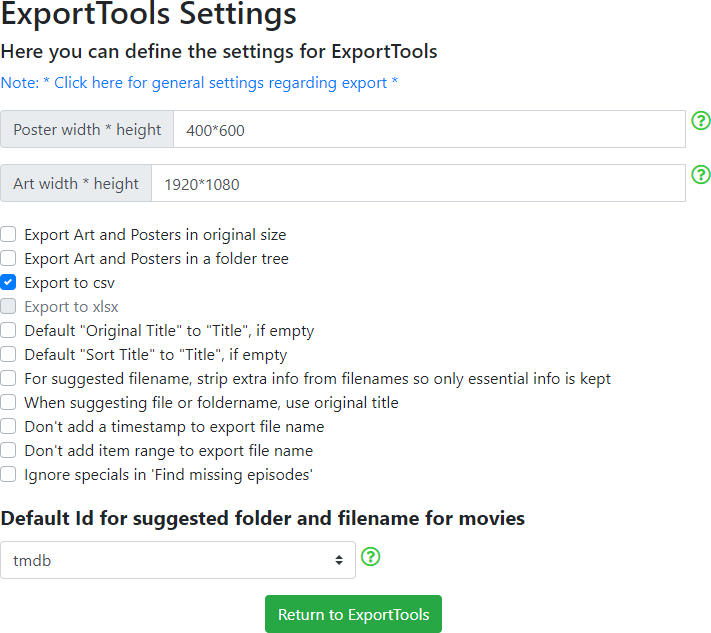 ExportTools Settings
Here you can define the settings for ExportTools
Note: * Click here for general settings regarding export *
Poster width * height 400*600
Art width * height 1920*1080
Export Art and Posters in original size
Export Art and Posters in a folder tree
Export to csv
Export to xlsx
Default "Original Title" to "Title", if empty
Default "Sort Title" to "Title", if empty
For suggested filename, strip extra info from filenames so only essential info is kept
When suggesting file or foldername, use original title
Don't add a timestamp to export file name
Don't add item range to export file name
Ignore specials in 'Find missing episodes'
Default Id for suggested folder and filename for movies
tmdb
Return to ExportTools